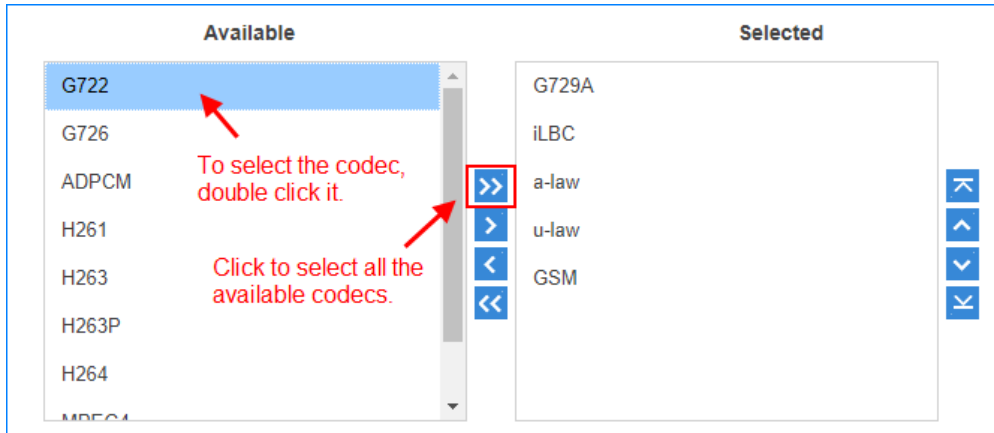 Available
Selected
G722
G726
ADPCM
H261
H263
H263P
H264
MPEG4
To select the codec,
double click it.
Click to select all the
available codecs.
G729A
iLBC
a-law
u-law
GSM